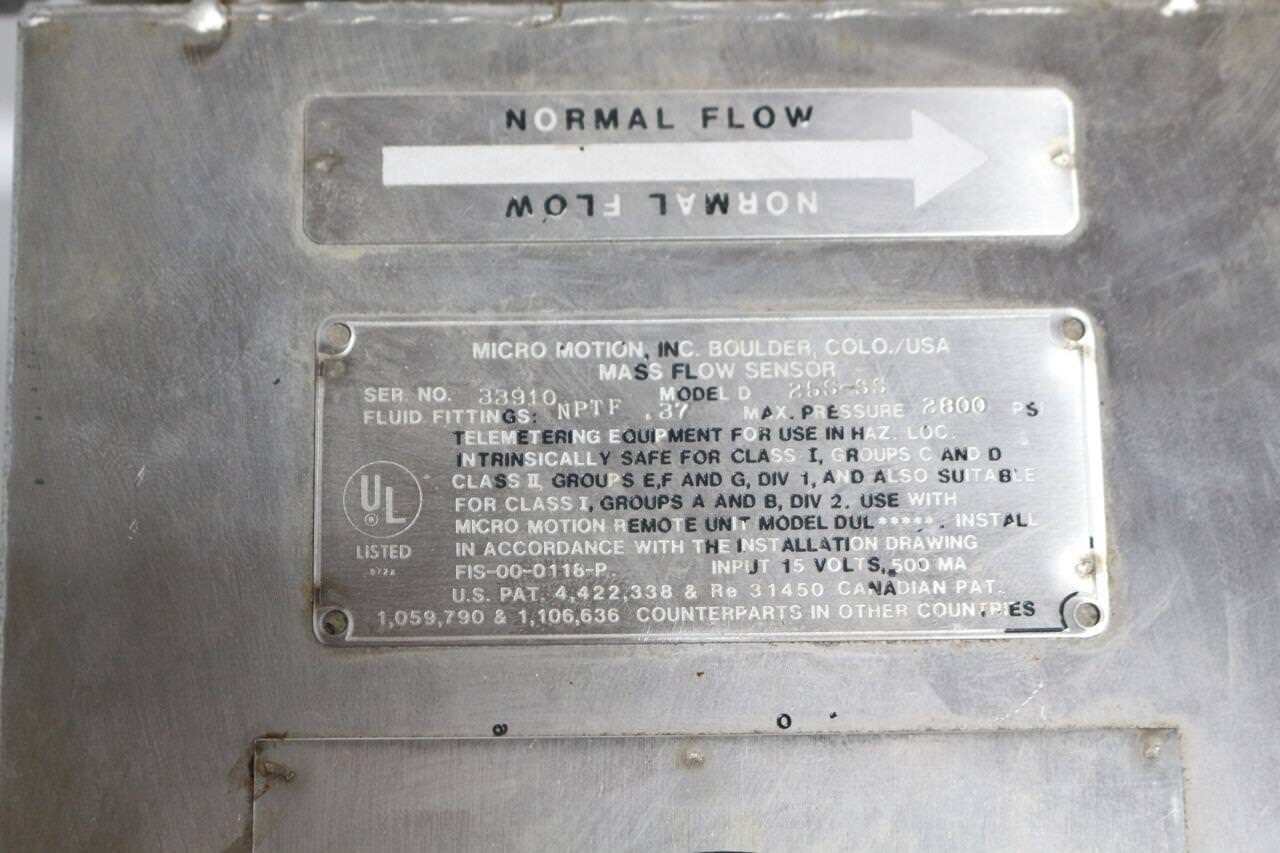 NORMAL FLOW
NORMAL FLOW
MICRO MOTION, INC. BOULDER, COLO./USA
MASS FLOW SENSOR
SER. NO. 33910 MODEL D
FLUID FITTINGS: NPTF .37 MAX. PRESSURE 2800 PS
TELEMETERING EQUIPMENT FOR USE IN HAZ. LOC.
INTRINSICALLY SAFE FOR CLASS I, GROUPS C AND D
CLASS II, GROUPS E,F AND G, DIV 1, AND ALSO SUITABLE
FOR CLASS I, GROUPS A AND B, DIV 2. USE WITH
MICRO MOTION REMOTE UNIT MODEL DUL *****. INSTALL
IN ACCORDANCE WITH THE INSTALLATION DRAWING
FIS-00-0118-P INPUT 15 VOLTS, 500 MA
U.S. PAT. 4,422,338 & Re 31450 CANADIAN PAT.
1,059,790 & 1,106,636 COUNTERPARTS IN OTHER COUNTRIES
UL
LISTED